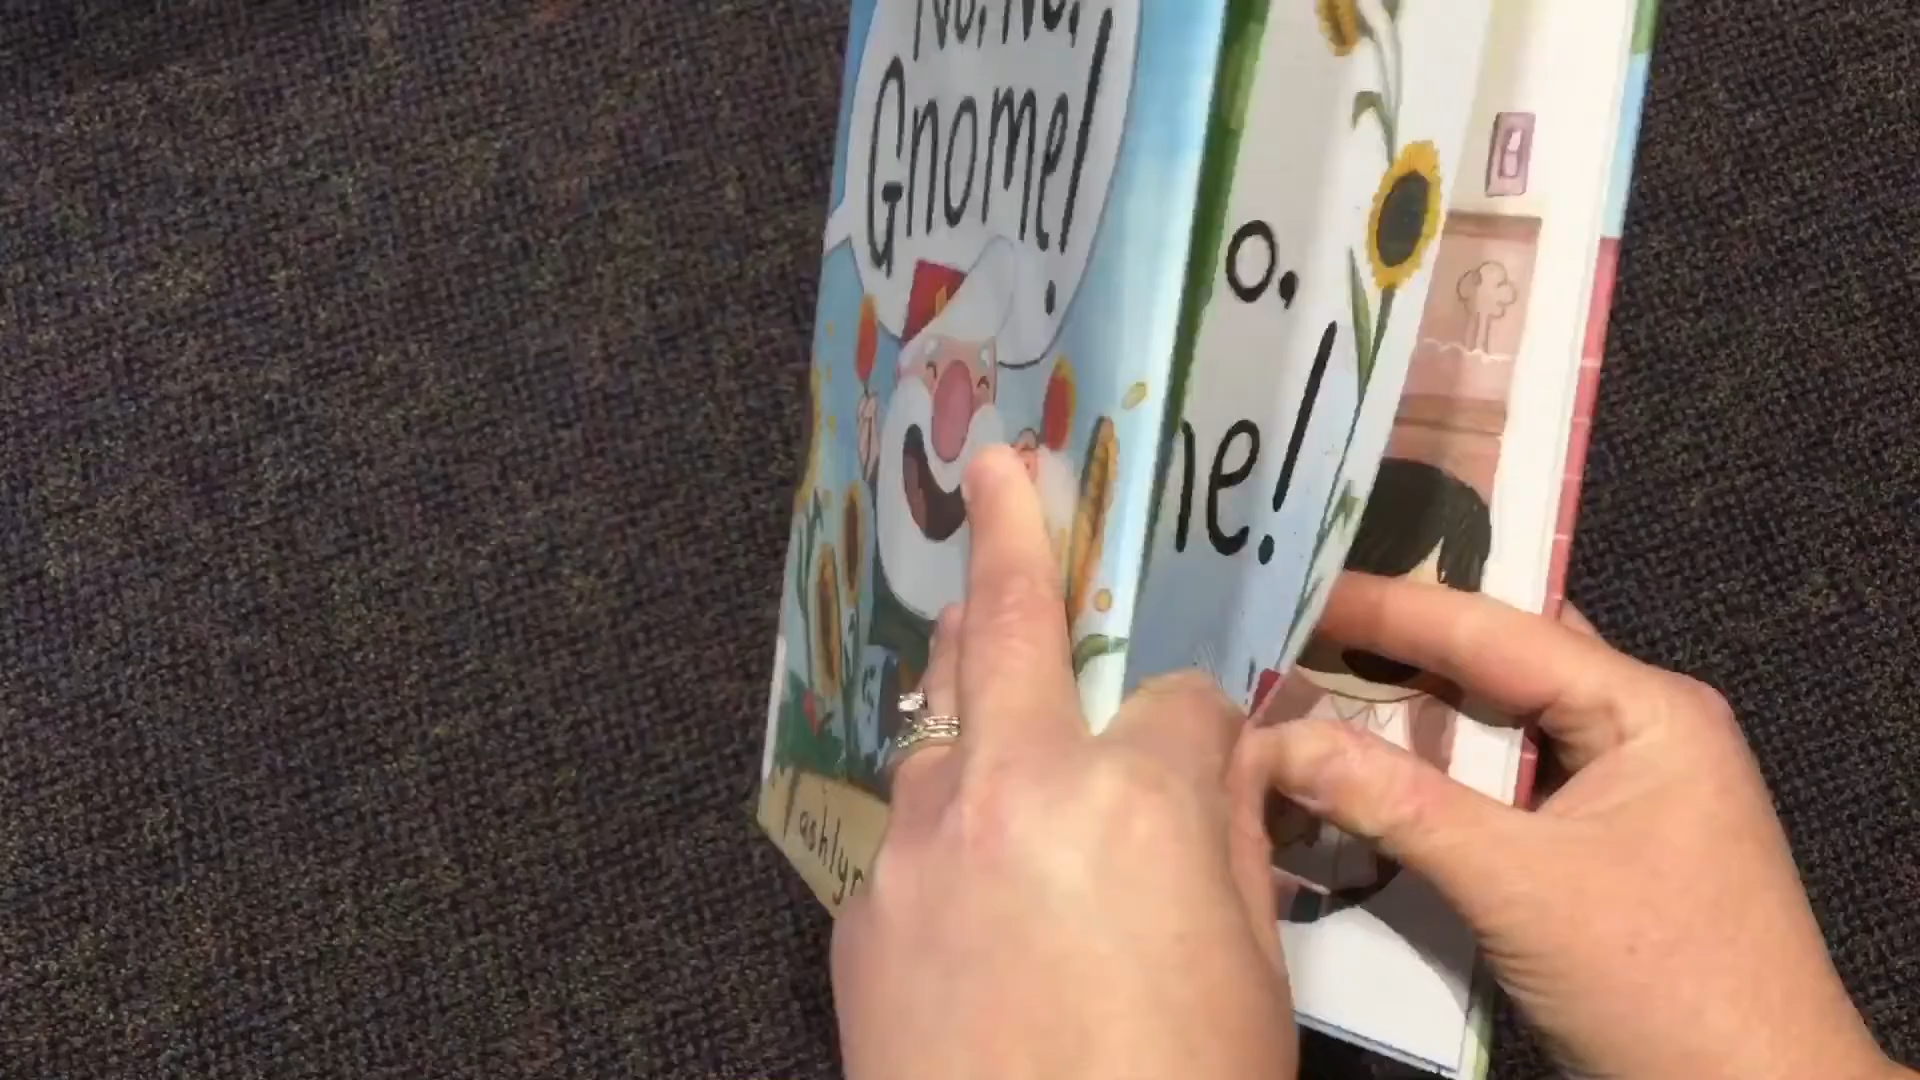 No, No,
Gnome!
ashlyn
o,
ne!